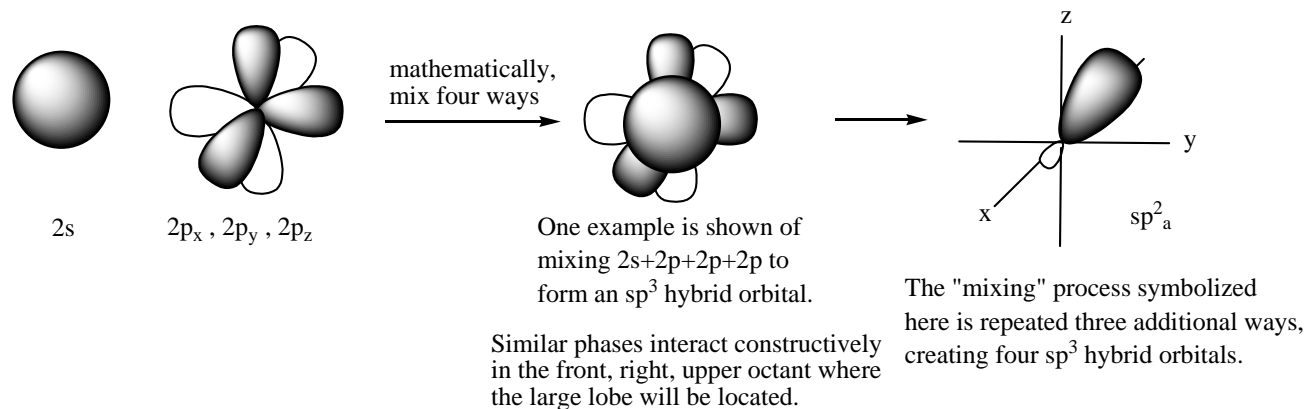 2s
2pₓ , 2p_y , 2p_z
mathematically,
mix four ways
One example is shown of
mixing 2s+2p+2p+2p to
form an sp³ hybrid orbital.
Similar phases interact constructively
in the front, right, upper octant where
the large lobe will be located.
z
y
x
sp²ₐ
The "mixing" process symbolized
here is repeated three additional ways,
creating four sp³ hybrid orbitals.